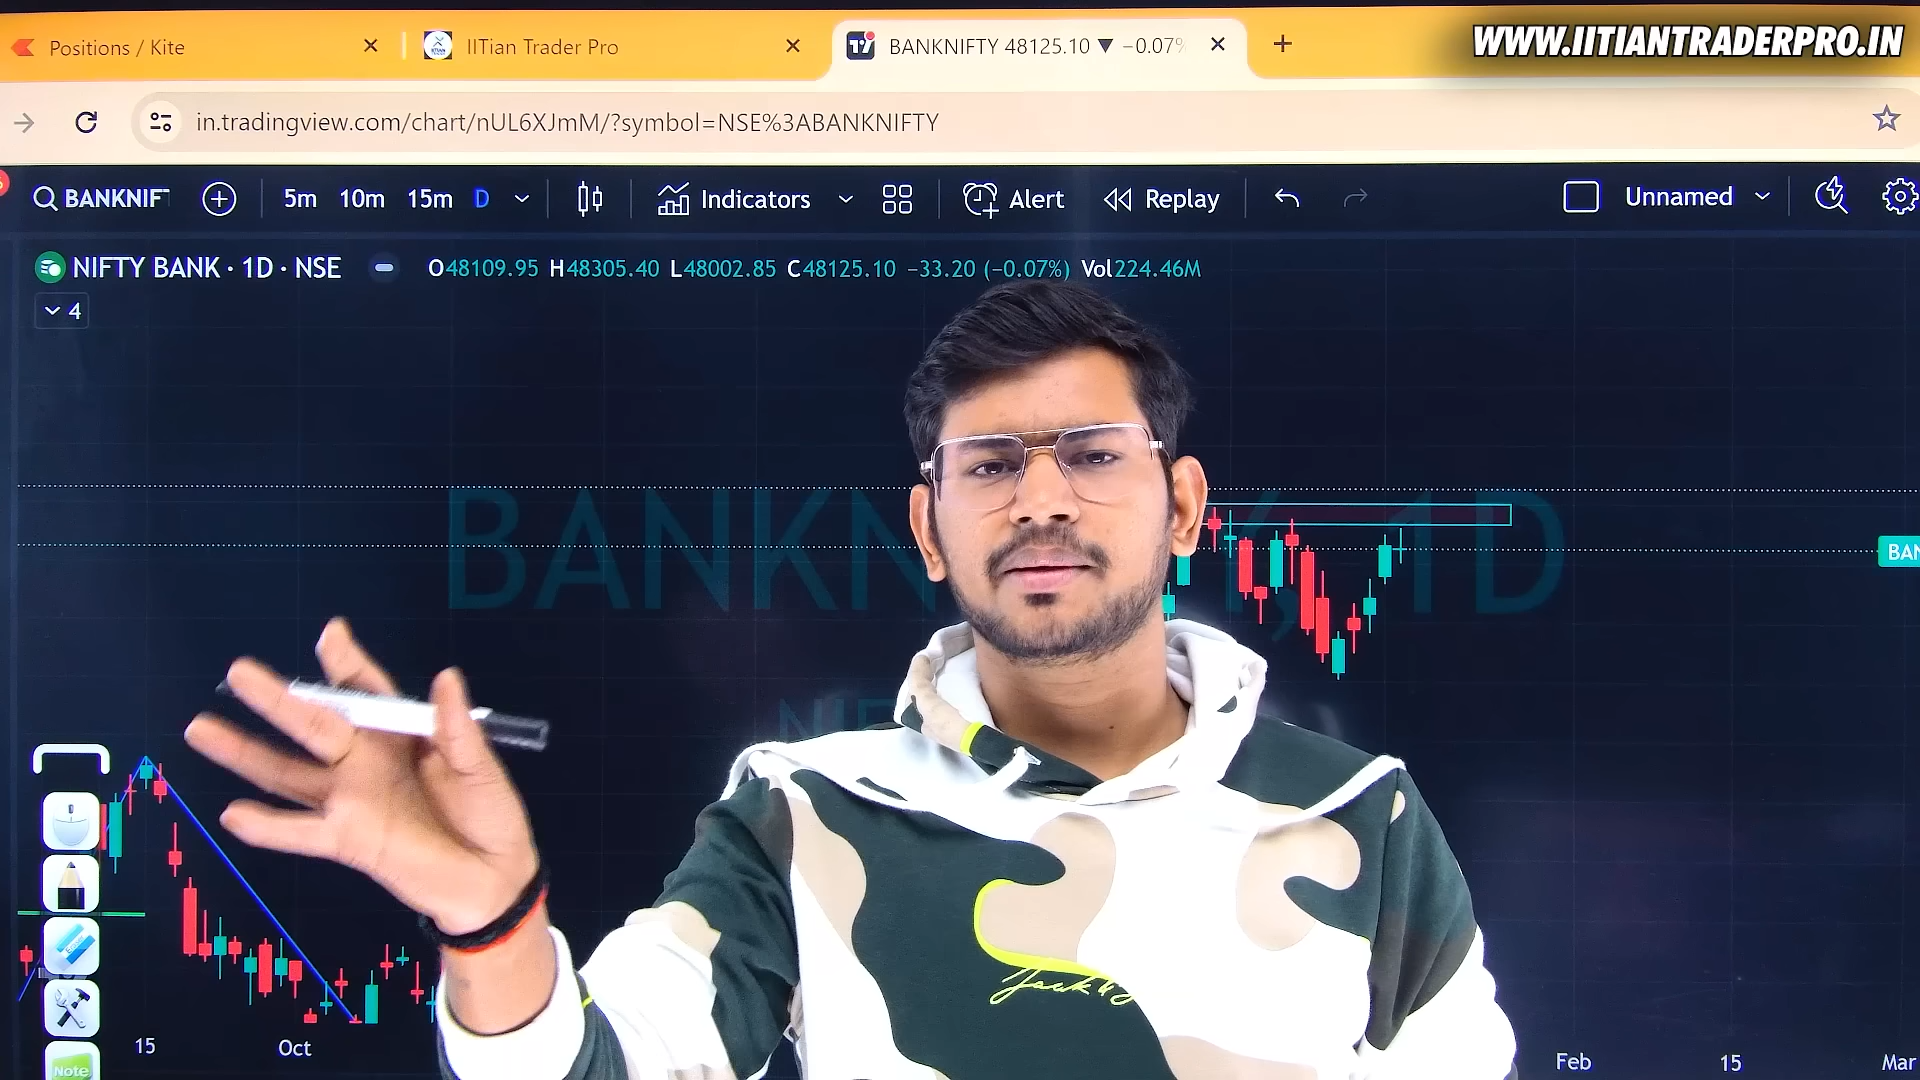 Positions / Kite
IITian Trader Pro
BANKNIFTY 48125.10 ▼ −0.07%
WWW.IITIANTRADERPRO.IN
in.tradingview.com/chart/nUL6XJmM/?symbol=NSE%3ABANKNIFTY
BANKNIF
5m 10m 15m D
Indicators
Alert
Replay
Unnamed
NIFTY BANK · 1D · NSE
O48109.95 H48305.40 L48002.85 C48125.10 −33.20 (−0.07%) Vol224.46M
4
BAN
Jack
Note
15
Oct
Feb
15
Mar